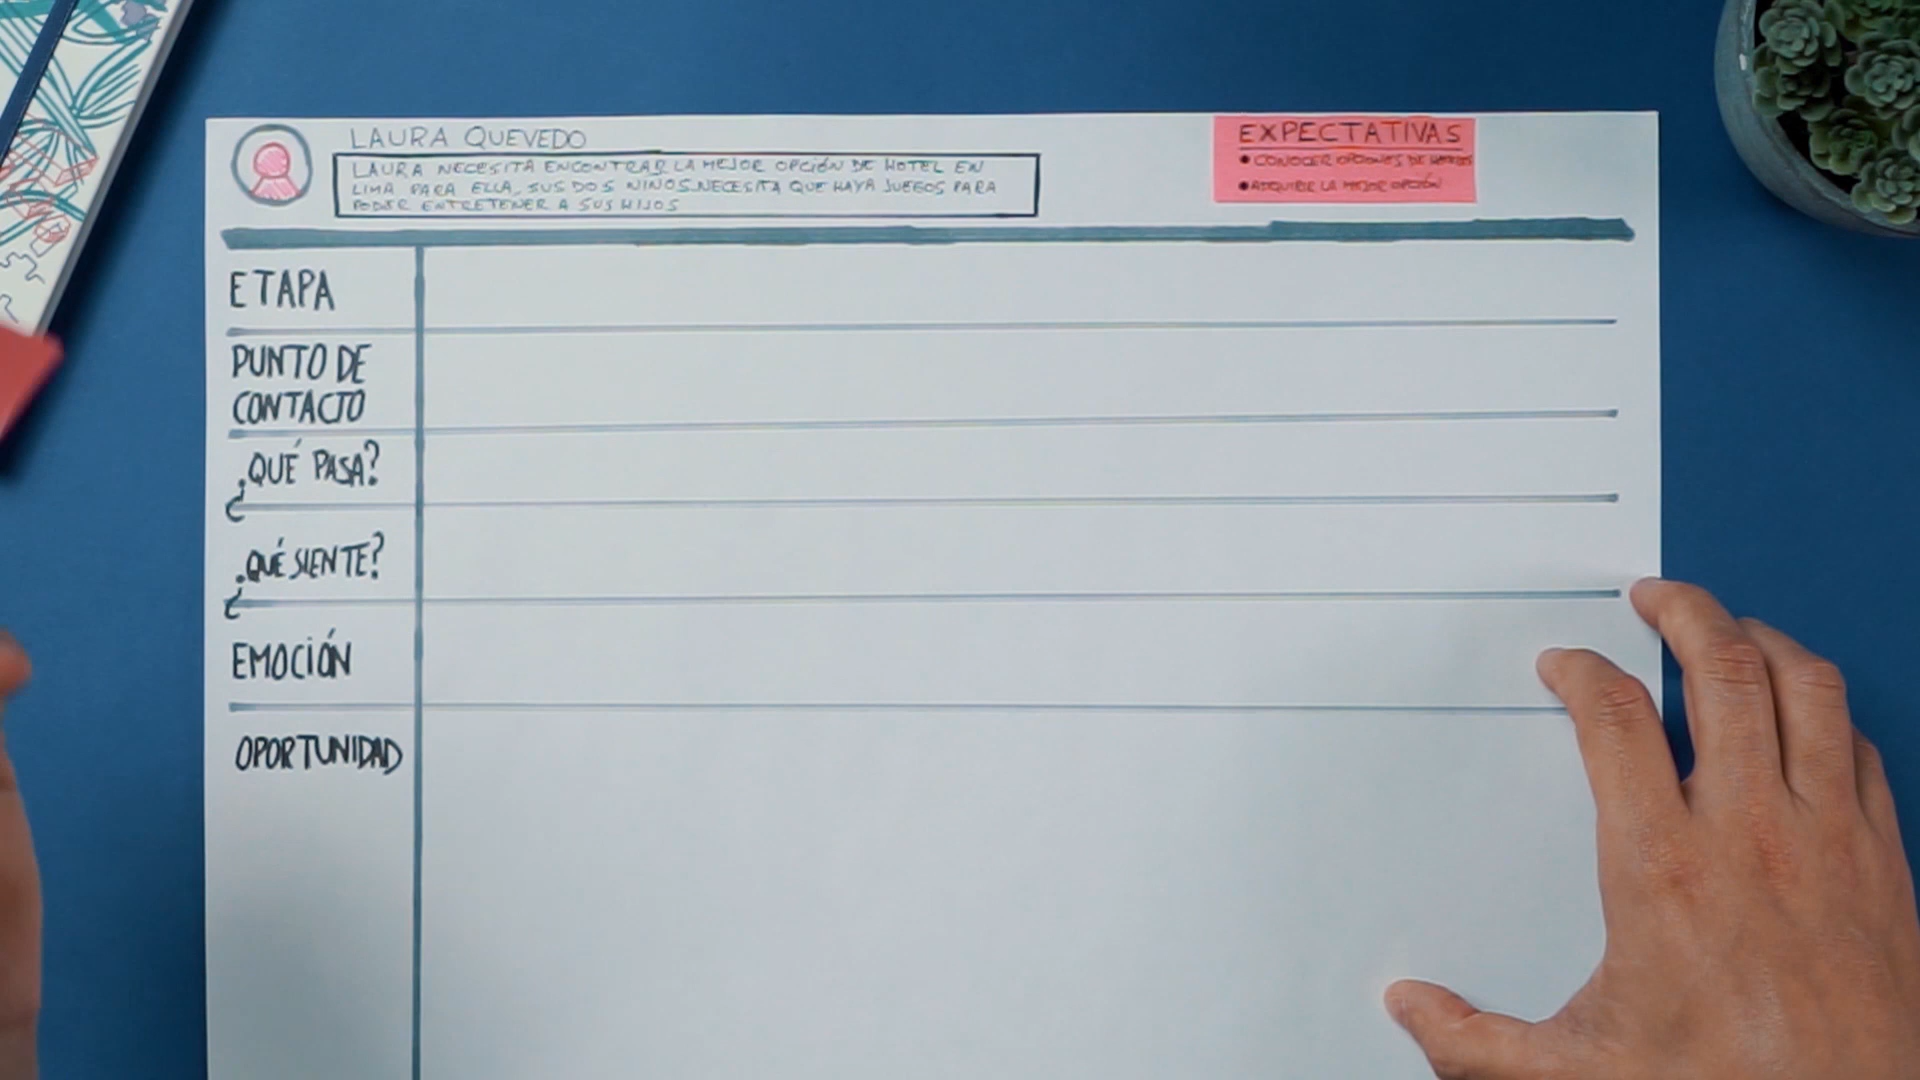 LAURA QUEVEDO
LAURA NECESITA ENCONTRAR LA MEJOR OPCIÓN DE HOTEL EN
LIMA PARA ELLA, SUS DOS NIÑOS.NECESITA QUE HAYA JUEGOS PARA
PODER ENTRETENER A SUS HIJOS
EXPECTATIVAS
• CONOCER OPCIONES DE HOTELES
• ADQUIRIR LA MEJOR OPCIÓN
ETAPA
PUNTO DE
CONTACTO
¿QUÉ PASA?
¿QUÉ SIENTE?
EMOCIÓN
OPORTUNIDAD